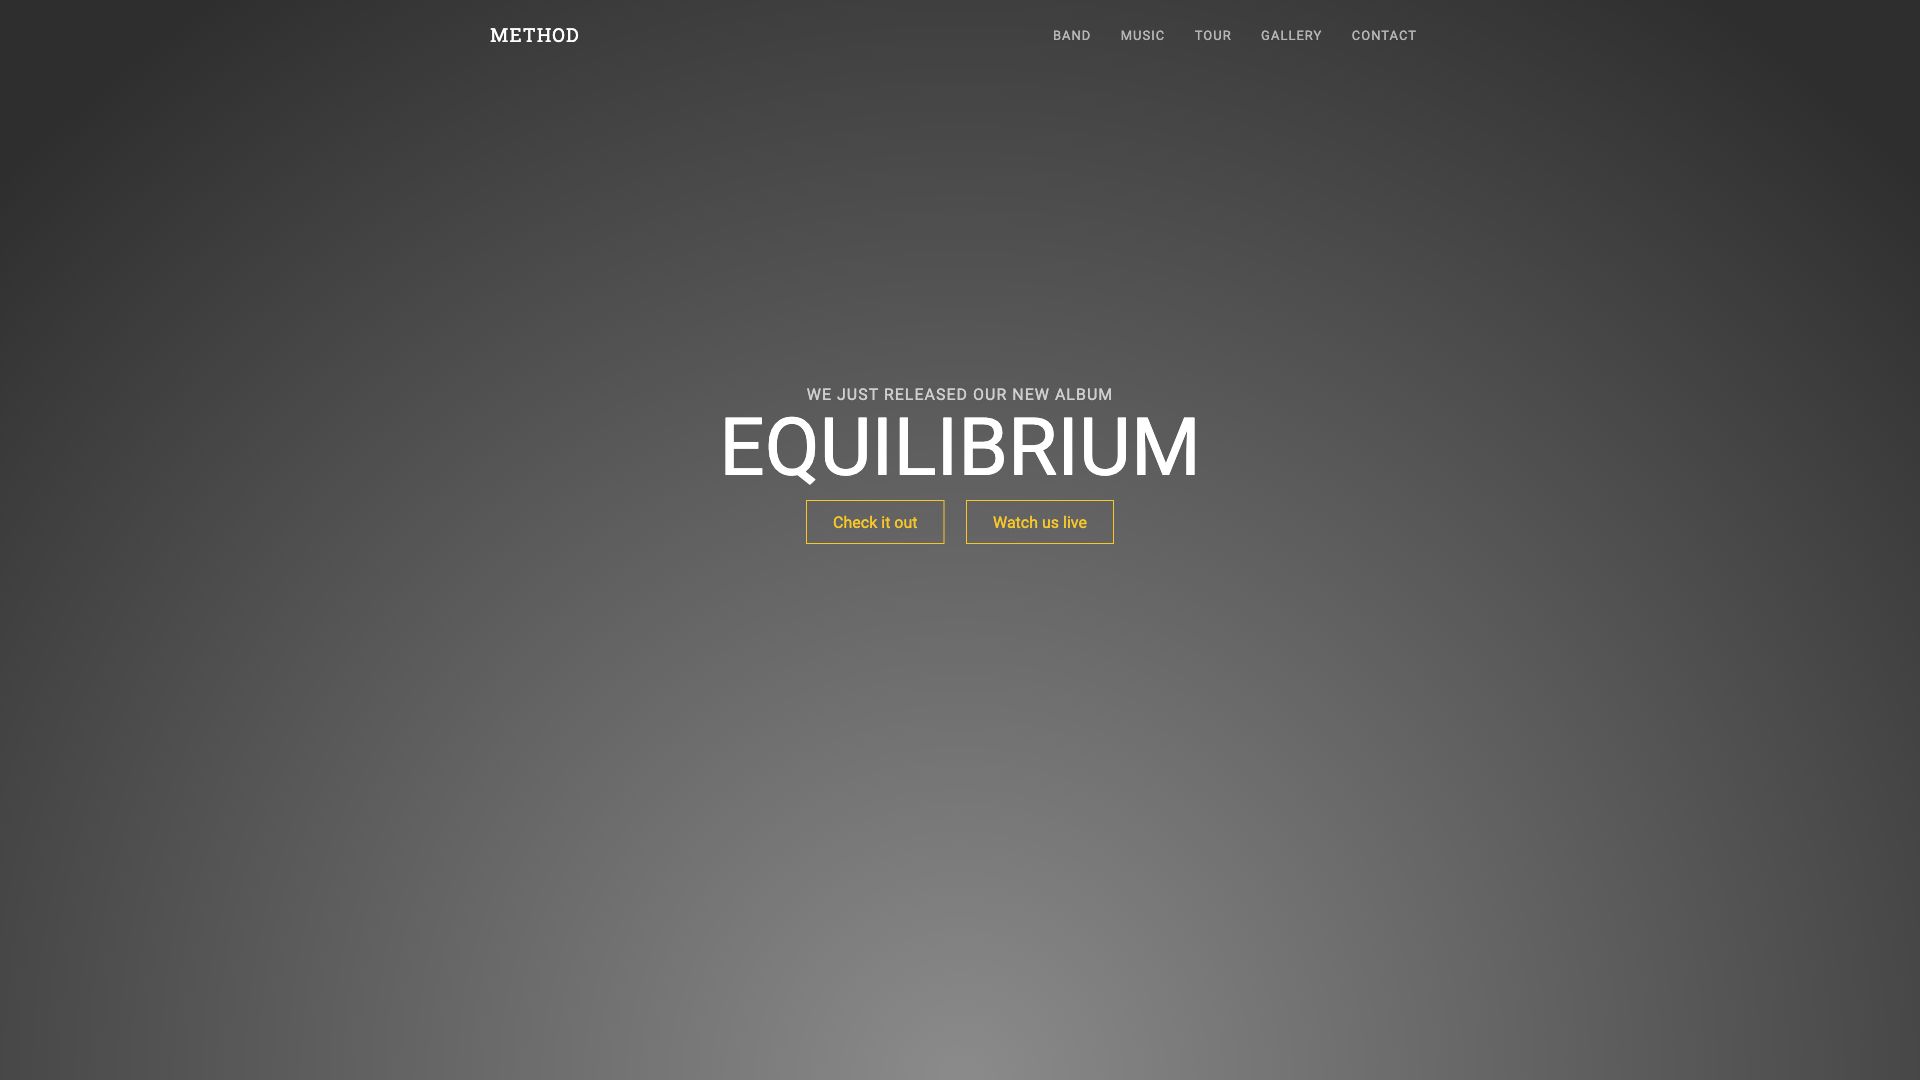 METHOD
BAND MUSIC TOUR GALLERY CONTACT
WE JUST RELEASED OUR NEW ALBUM
EQUILIBRIUM
Check it out Watch us live